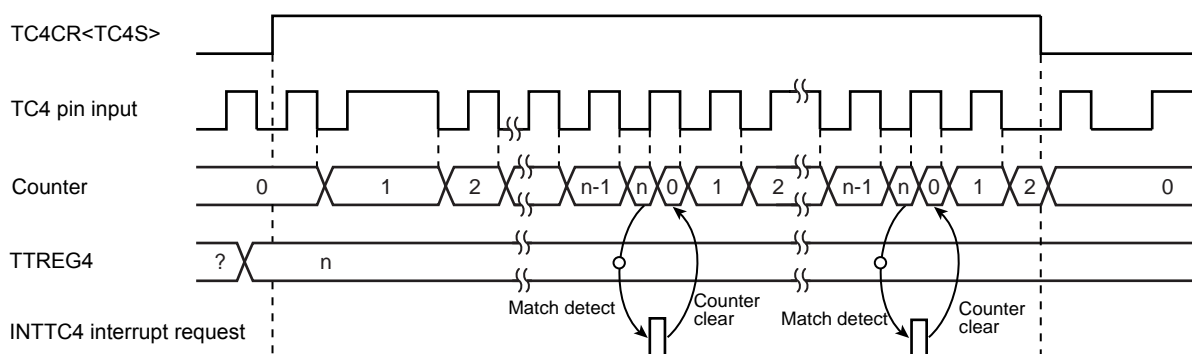 TC4CR<TC4S>
TC4 pin input
Counter
0
1
2
n-1
n
0
1
2
n-1
n
0
1
2
0
TTREG4
?
n
Match detect
Counter
clear
Match detect
Counter
clear
INTTC4 interrupt request